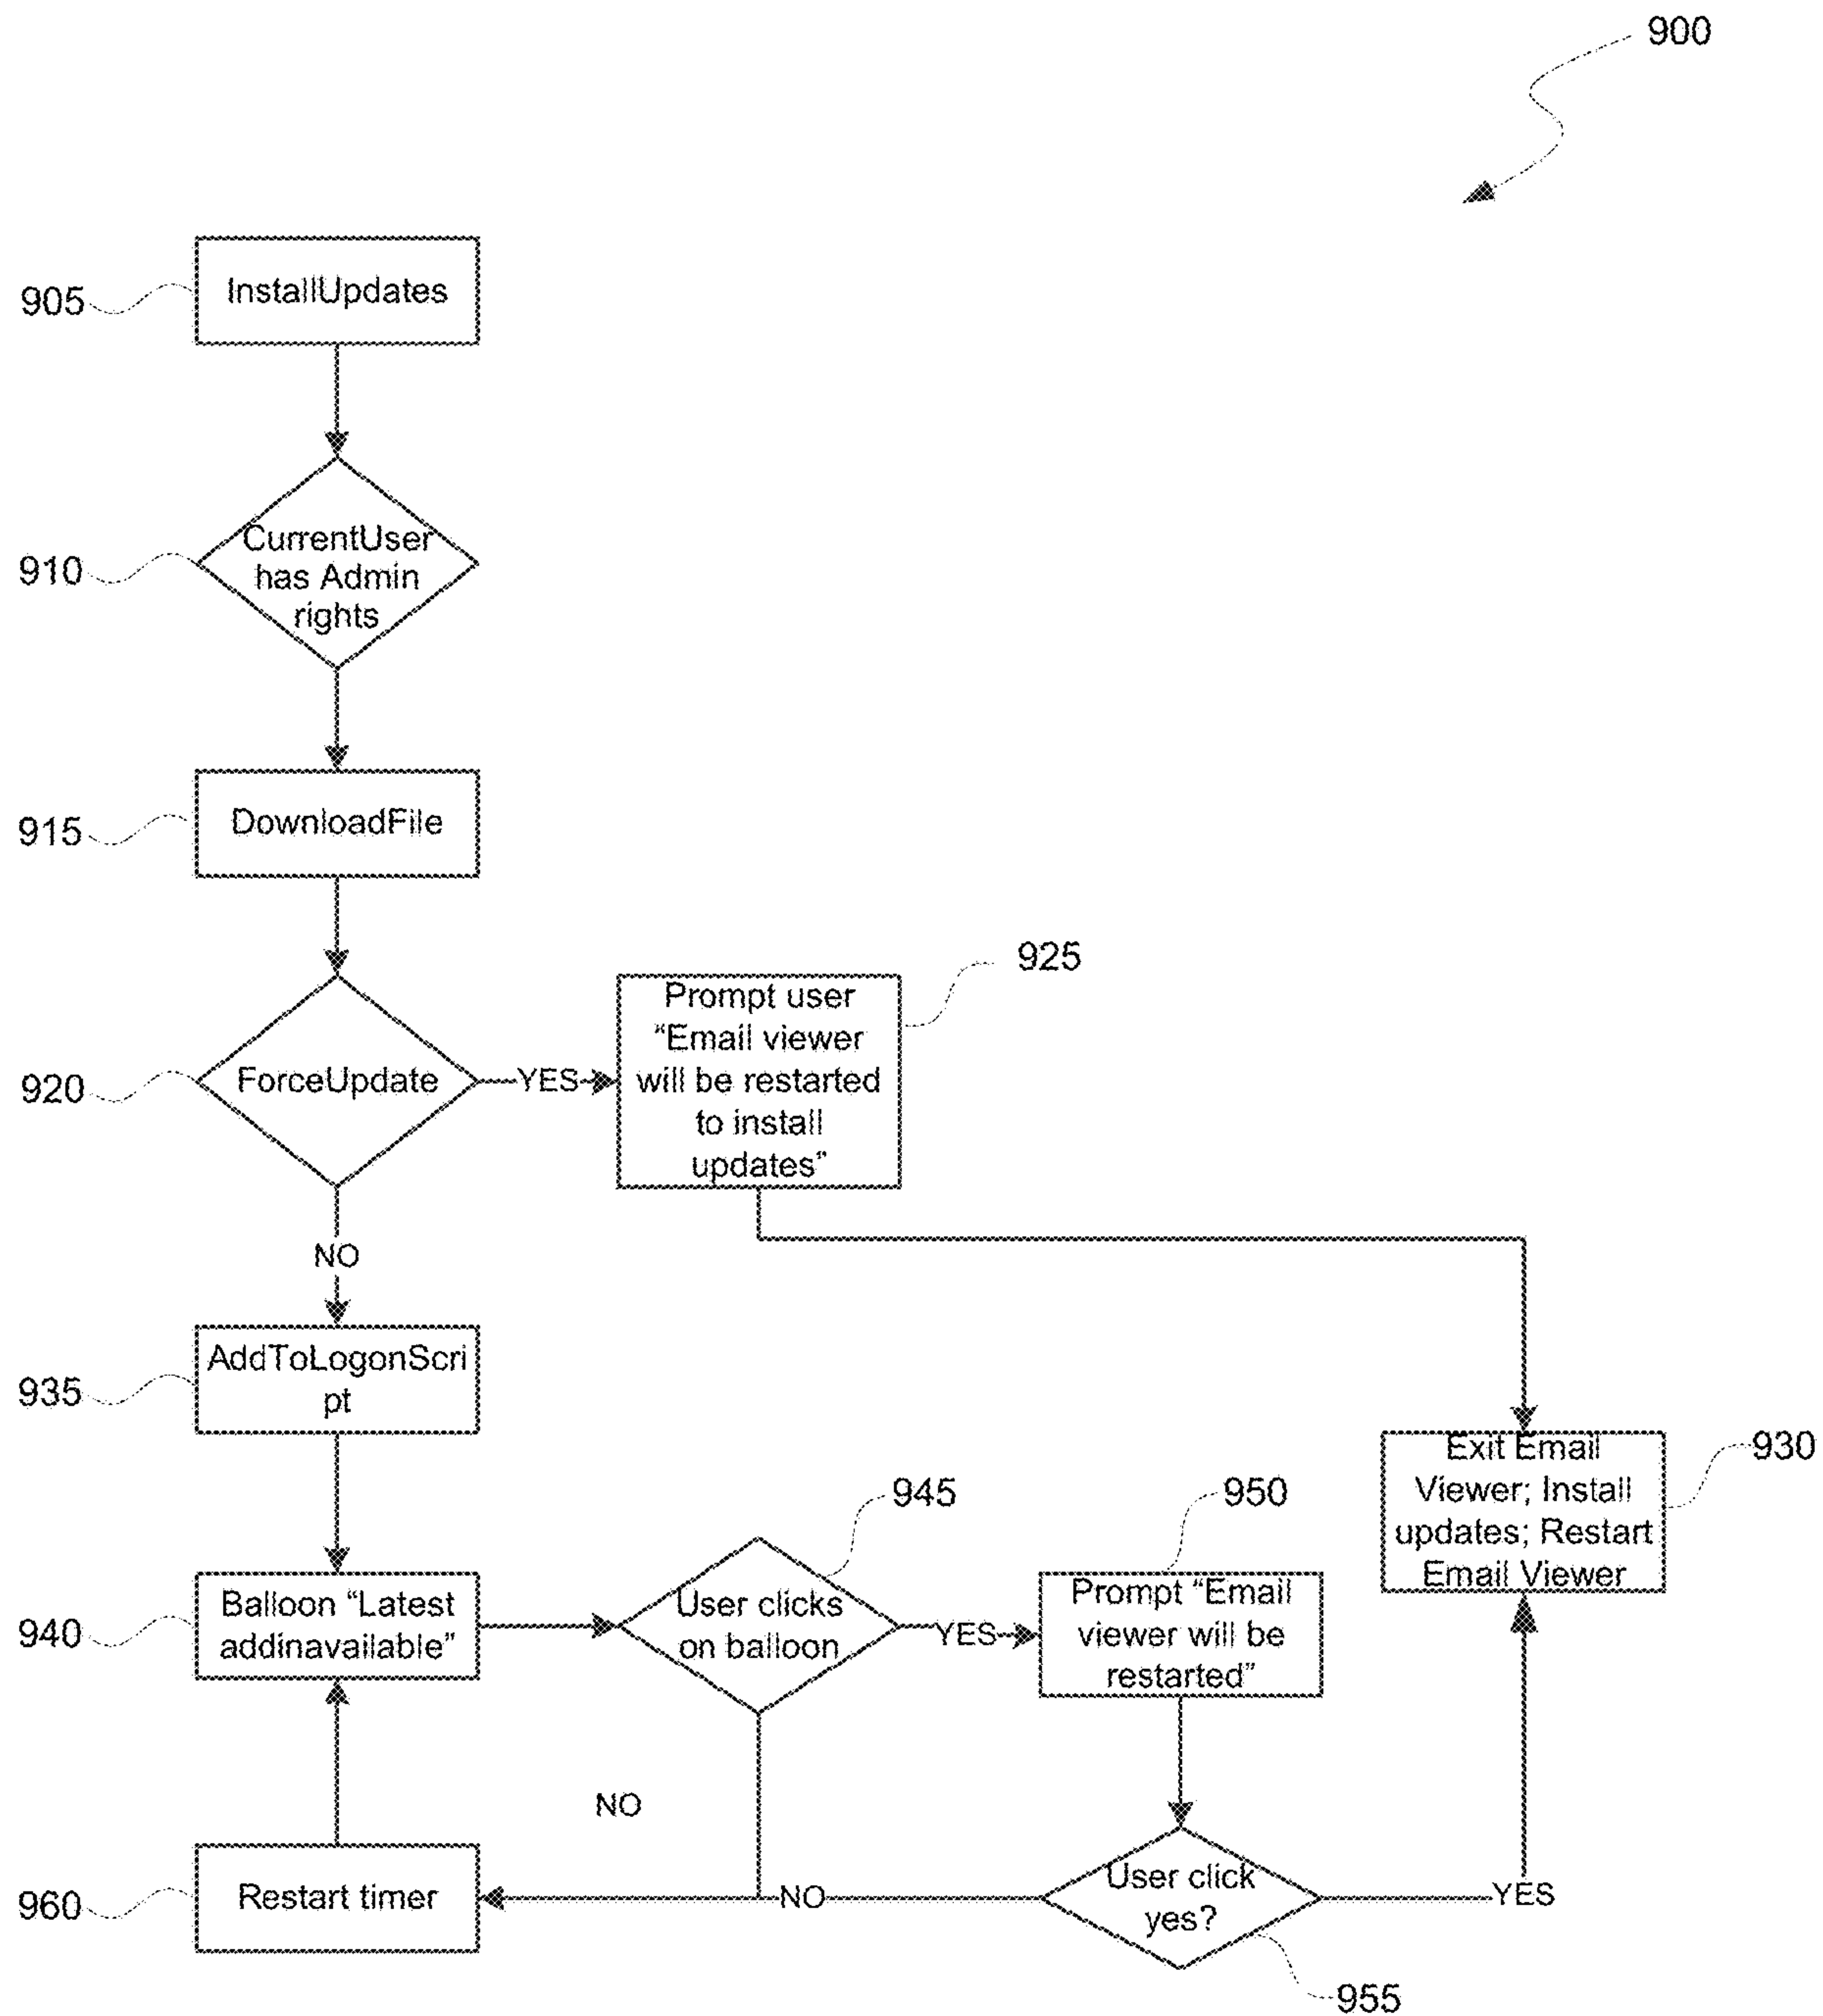 900
905
InstallUpdates
910
CurrentUser
has Admin
rights
915
DownloadFile
920
ForceUpdate
YES
925
Prompt user
“Email viewer
will be restarted
to install
updates“
NO
935
AddToLogonScri
pt
940
Balloon “Latest
addinavailable”
945
User clicks
on balloon
YES
950
Prompt “Email
viewer will be
restarted”
930
Exit Email
Viewer; Install
updates; Restart
Email Viewer
NO
960
Restart timer
NO
User click
yes?
YES
955